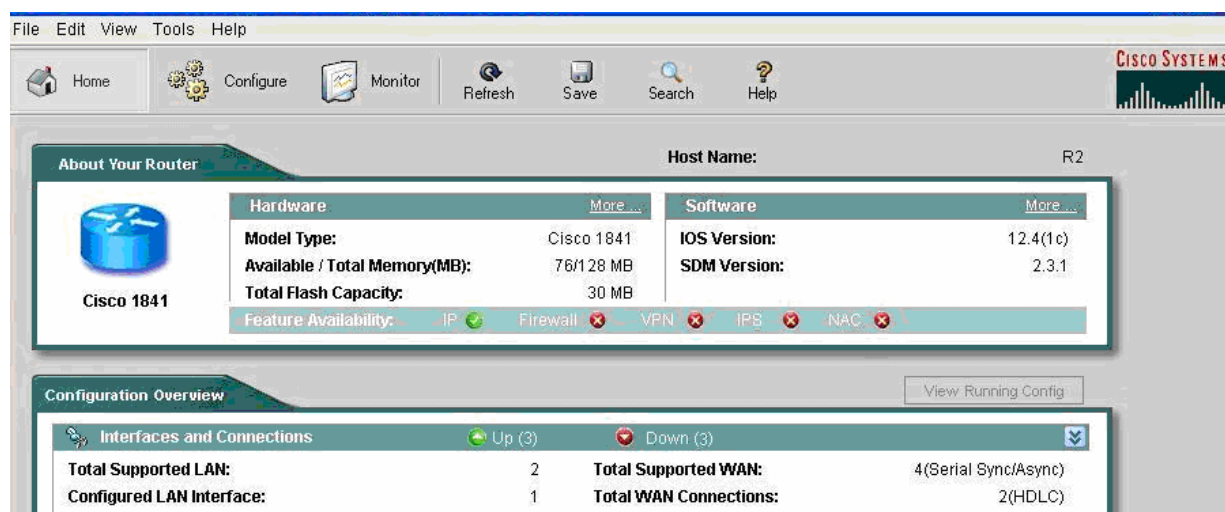 File Edit View Tools Help
Home Configure Monitor Refresh Save Search Help
CISCO SYSTEMS
About Your Router
Host Name: R2
Cisco 1841
Hardware More ...
Model Type: Cisco 1841
Available / Total Memory(MB): 76/128 MB
Total Flash Capacity: 30 MB
Software More ...
IOS Version: 12.4(1c)
SDM Version: 2.3.1
Feature Availability: IP Firewall VPN IPS NAC
Configuration Overview
View Running Config
Interfaces and Connections Up (3) Down (3)
Total Supported LAN: 2 Total Supported WAN: 4(Serial Sync/Async)
Configured LAN Interface: 1 Total WAN Connections: 2(HDLC)